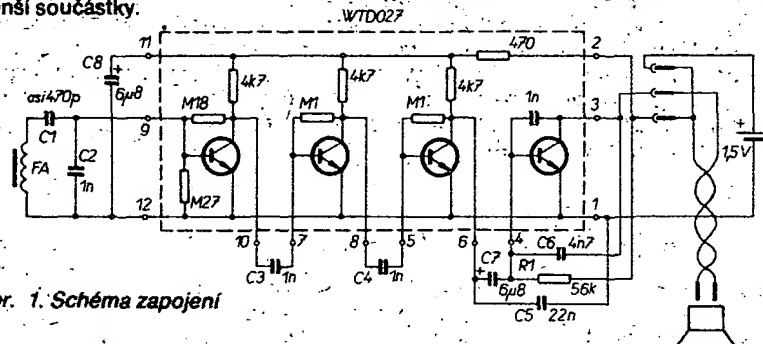 nší součástky.
WTD027
11
470
2
C8
+
6µ8
4k7
4k7
4k7
asi470p
C1
9
M18
M1
M1
1n
3
+
1,5V
FA
C2
1n
M27
12
1
10
7
8
5
6
4
C6
4n7
C3
1n
C4
1n
+
C7
6µ8
R1
56k
C5
22n
r. 1. Schéma zapojení